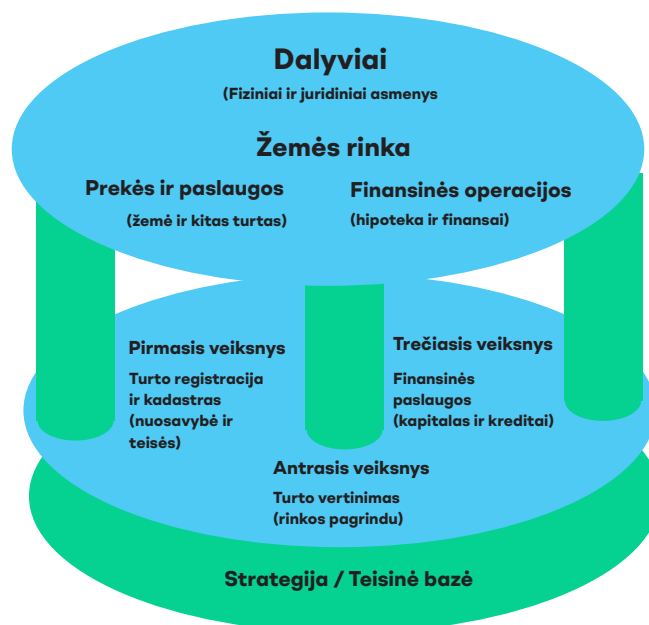 Dalyviai
(Fiziniai ir juridiniai asmenys
Žemės rinka
Prekės ir paslaugos
(žemė ir kitas turtas)
Finansinės operacijos
(hipoteka ir finansai)
Pirmasis veiksnys
Turto registracija
ir kadastras
(nuosavybė ir
teisės)
Trečiasis veiksnys
Finansinės
paslaugos
(kapitalas ir kreditai)
Antrasis veiksnys
Turto vertinimas
(rinkos pagrindu)
Strategija / Teisinė bazė